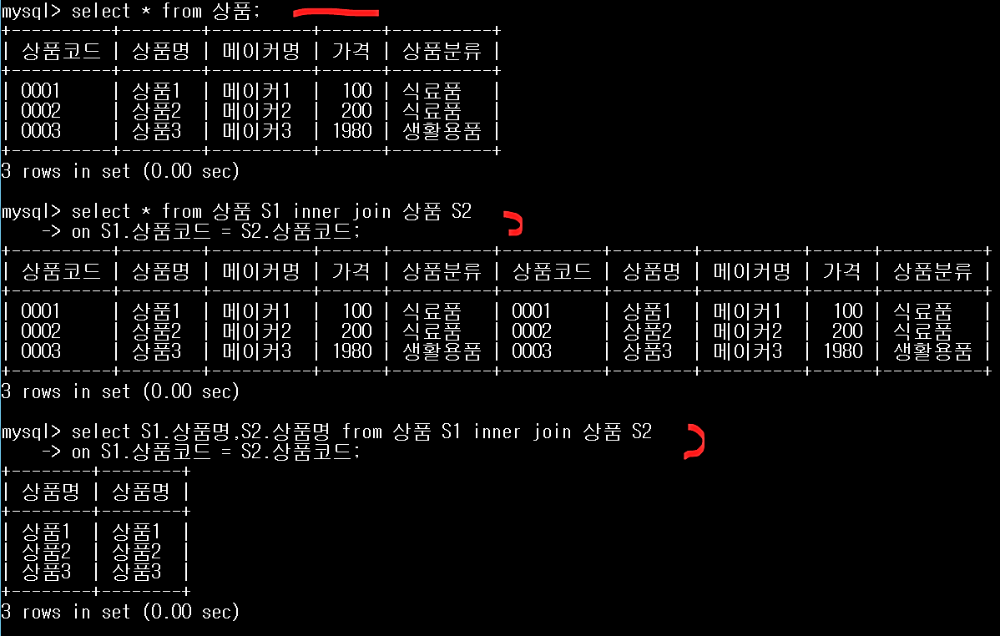 mysql> select * from 상품;
+----------+--------+----------+------+----------+
| 상품코드 | 상품명 | 메이커명 | 가격 | 상품분류 |
+----------+--------+----------+------+----------+
| 0001     | 상품1  | 메이커1  |  100 | 식료품   |
| 0002     | 상품2  | 메이커2  |  200 | 식료품   |
| 0003     | 상품3  | 메이커3  | 1980 | 생활용품 |
+----------+--------+----------+------+----------+
3 rows in set (0.00 sec)
mysql> select * from 상품 S1 inner join 상품 S2
    -> on S1.상품코드 = S2.상품코드;
+----------+--------+----------+------+----------+----------+--------+----------+------+----------+
| 상품코드 | 상품명 | 메이커명 | 가격 | 상품분류 | 상품코드 | 상품명 | 메이커명 | 가격 | 상품분류 |
+----------+--------+----------+------+----------+----------+--------+----------+------+----------+
| 0001     | 상품1  | 메이커1  |  100 | 식료품   | 0001     | 상품1  | 메이커1  |  100 | 식료품   |
| 0002     | 상품2  | 메이커2  |  200 | 식료품   | 0002     | 상품2  | 메이커2  |  200 | 식료품   |
| 0003     | 상품3  | 메이커3  | 1980 | 생활용품 | 0003     | 상품3  | 메이커3  | 1980 | 생활용품 |
+----------+--------+----------+------+----------+----------+--------+----------+------+----------+
3 rows in set (0.00 sec)
mysql> select S1.상품명,S2.상품명 from 상품 S1 inner join 상품 S2
    -> on S1.상품코드 = S2.상품코드;
+--------+--------+
| 상품명 | 상품명 |
+--------+--------+
| 상품1  | 상품1  |
| 상품2  | 상품2  |
| 상품3  | 상품3  |
+--------+--------+
3 rows in set (0.00 sec)